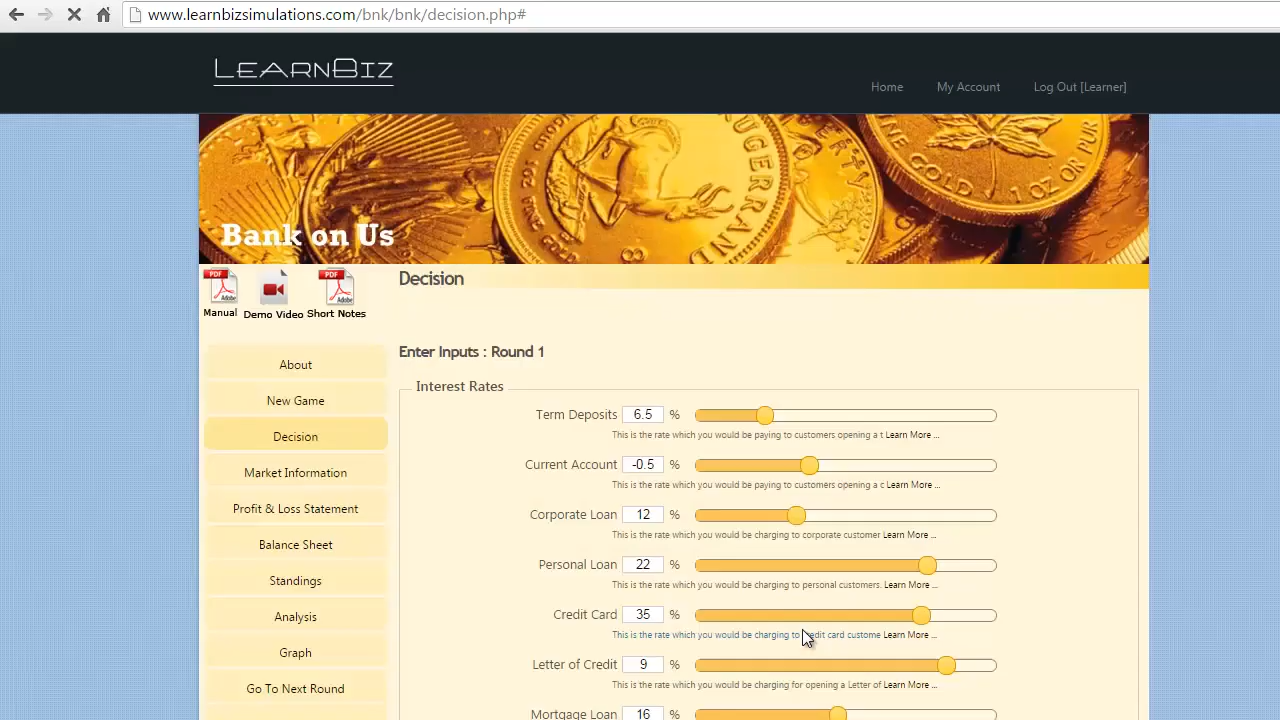 www.learnbizsimulations.com/bnk/bnk/decision.php#
LEARNBIZ
Home My Account Log Out [Learner]
KRUGERRAND
FINE GOLD 1 OZ OR PUR
Bank on Us
Manual Demo Video Short Notes
Decision
Enter Inputs : Round 1
About
New Game
Decision
Market Information
Profit & Loss Statement
Balance Sheet
Standings
Analysis
Graph
Go To Next Round
Interest Rates
Term Deposits 6.5 %
This is the rate which you would be paying to customers opening a t Learn More ...
Current Account -0.5 %
This is the rate which you would be paying to customers opening a c Learn More ...
Corporate Loan 12 %
This is the rate which you would be charging to corporate customer Learn More ...
Personal Loan 22 %
This is the rate which you would be charging to personal customers. Learn More ...
Credit Card 35 %
This is the rate which you would be charging to credit card custome Learn More ...
Letter of Credit 9 %
This is the rate which you would be charging for opening a Letter of Learn More ...
Mortgage Loan 16 %